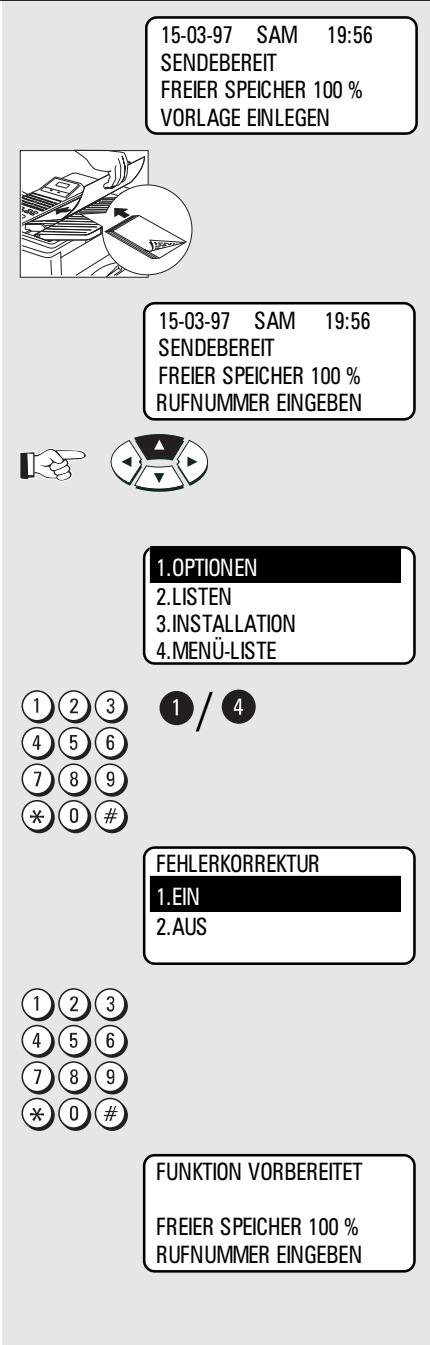 15-03-97 SAM 19:56
SENDEBEREIT
FREIER SPEICHER 100 %
VORLAGE EINLEGEN
15-03-97 SAM 19:56
SENDEBEREIT
FREIER SPEICHER 100 %
RUFNUMMER EINGEBEN
1.OPTIONEN
2.LISTEN
3.INSTALLATION
4.MENÜ-LISTE
1 2 3 1 / 4
4 5 6
7 8 9
* 0 #
FEHLERKORREKTUR
1.EIN
2.AUS
1 2 3
4 5 6
7 8 9
* 0 #
FUNKTION VORBEREITET
FREIER SPEICHER 100 %
RUFNUMMER EINGEBEN